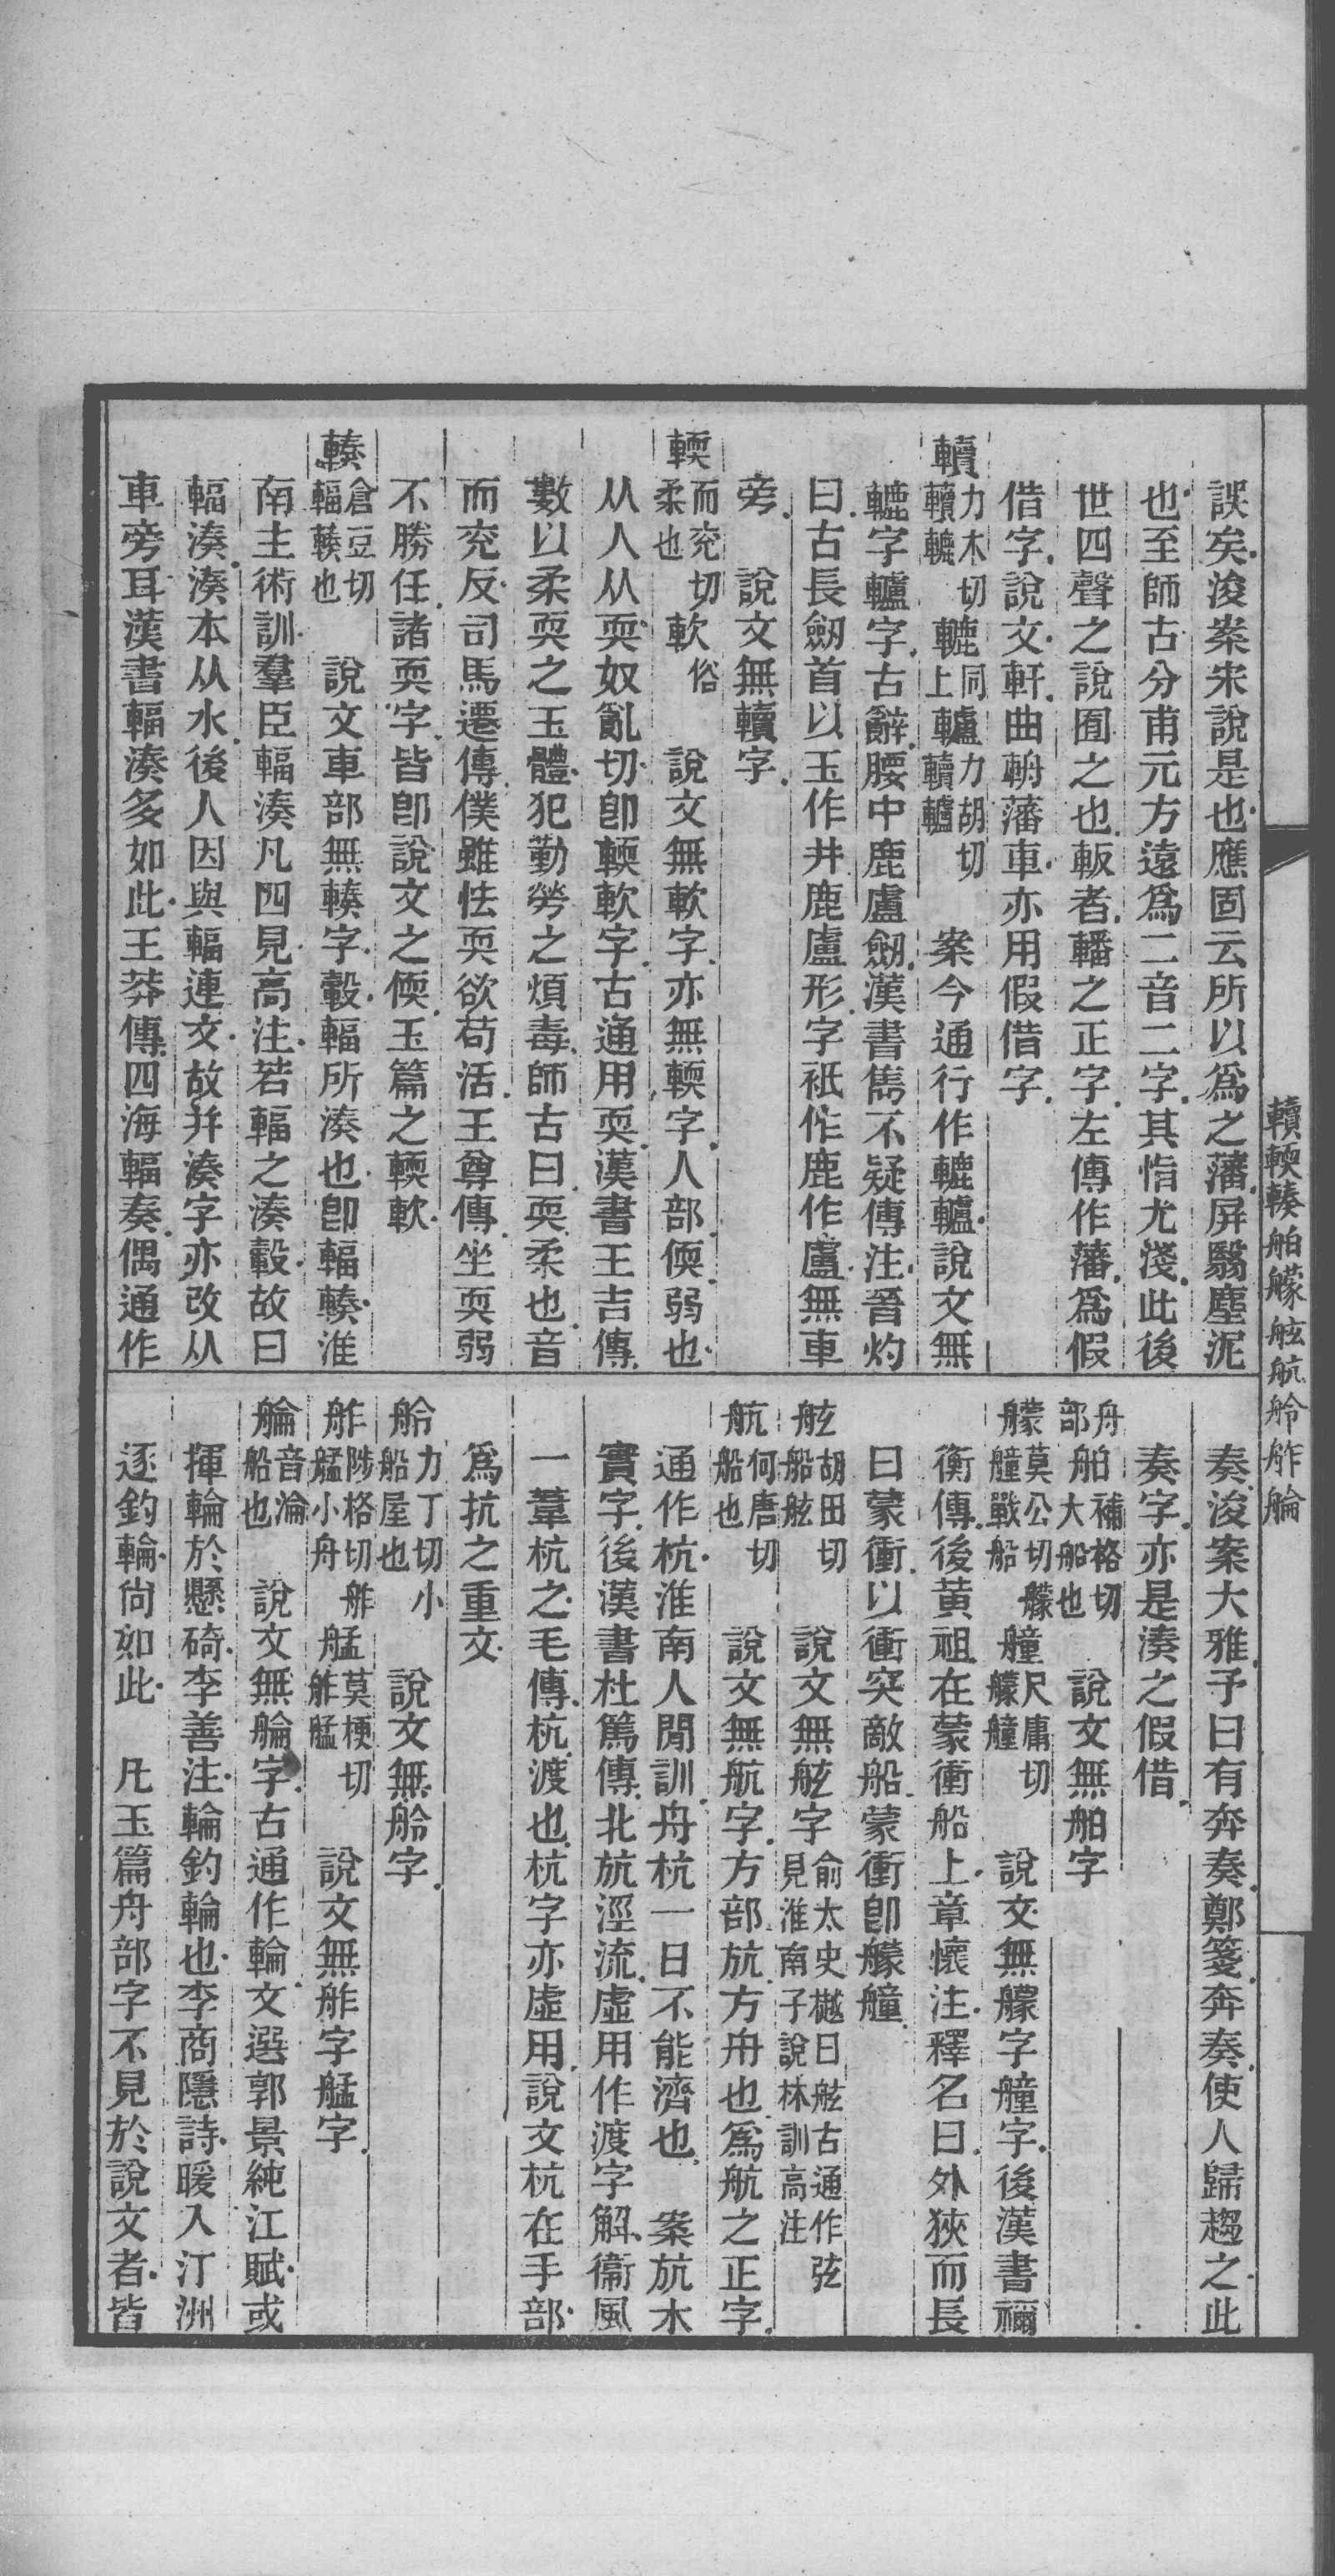 誤矣浚案宋說是也應固云所以爲之藩屏翳塵泥
也至師古分甫元方遠爲二音二字其恉尤淺此後
世四聲之說囿之也軓者轓之正字左傳作藩爲假
借字說文軒曲輈藩車亦用假借字
䡜力木切䡜轆轆同上轤力胡切䡜轤 案今通行作轆轤說文無
轆字轤字古辭腰中鹿盧劒漢書雋不疑傳注晉灼
曰古長劒首以玉作井鹿盧形字祇作鹿作盧無車
旁 說文無䡜字
輭而兖切柔也軟俗 說文無軟字亦無輭字人部偄弱也
从人从耎奴亂切卽輭軟字古通用耎漢書王吉傳
數以柔耎之玉體犯勤勞之煩毒師古曰耎柔也音
而兖反司馬遷傳僕雖怯耎欲苟活王尊傳坐耎弱
不勝任諸耎字皆卽說文之偄玉篇之輭軟
輳倉豆切輻輳也 說文車部無輳字轂輻所湊也卽輻輳淮
南主術訓羣臣輻湊凡四見高注若輻之湊轂故曰
輻湊湊本从水後人因與輻連文故并湊字亦改从
車旁耳漢書輻湊多如此王莽傳四海輻奏偶通作
奏浚案大雅予曰有奔奏鄭箋奔奏使人歸趨之此
奏字亦是湊之假借
舟部舶補格切大船也 說文無舶字
艨莫公切艨艟戰船艟尺庸切艨艟 說文無艨字艟字後漢書禰
衡傳後黃祖在蒙衝船上章懷注釋名曰外狹而長
曰蒙衝以衝突敵船蒙衝卽艨艟
舷胡田切船舷 說文無舷字俞太史樾曰舷古通作弦見淮南子說林訓高注
航何唐切船也 說文無航字方部㫄方舟也爲航之正字
通作杭淮南人閒訓舟杭一日不能濟也 案㫄木
實字後漢書杜篤傳北㫄涇流虛用作渡字解衞風
一葦杭之毛傳杭渡也杭字亦虛用說文杭在手部
爲抗之重文
舲力丁切小船屋也 說文無舲字
舴陟格切舴艋小舟艋莫梗切舴艋 說文無舴字艋字
艑音淪船也 說文無艑字古通作輪文選郭景純江賦或
揮輪於懸碕李善注輪釣輪也李商隱詩暖入汀洲
逐釣輪尙如此 凡玉篇舟部字不見於說文者皆
䡜輭輳舶艨舷航舲舴艑